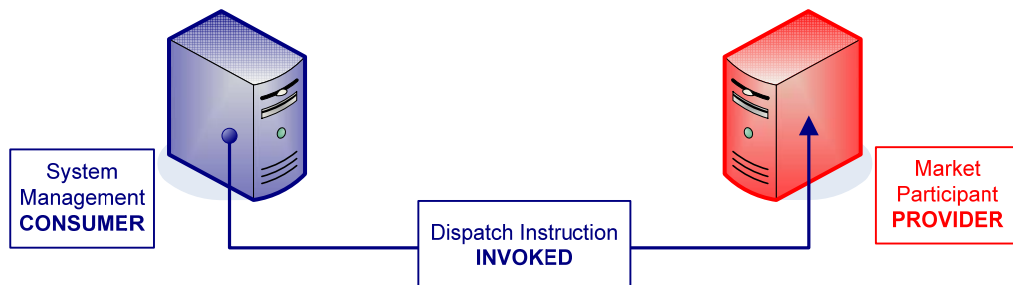 System
Management
CONSUMER
Dispatch Instruction
INVOKED
Market
Participant
PROVIDER